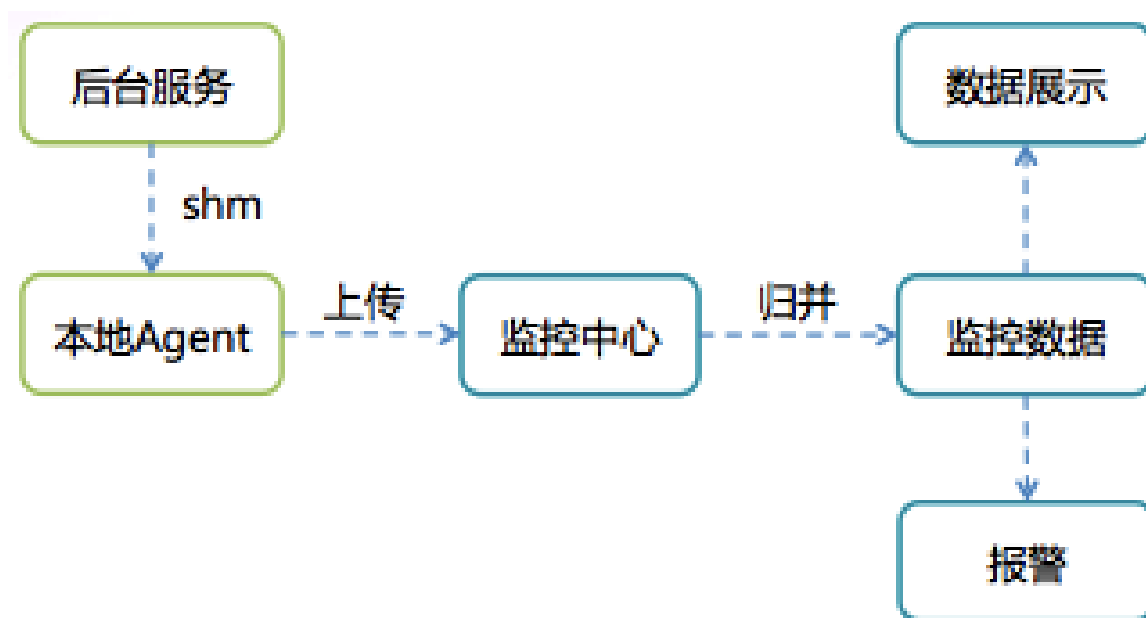 后台服务
数据展示
shm
本地Agent
上传
监控中心
归并
监控数据
报警